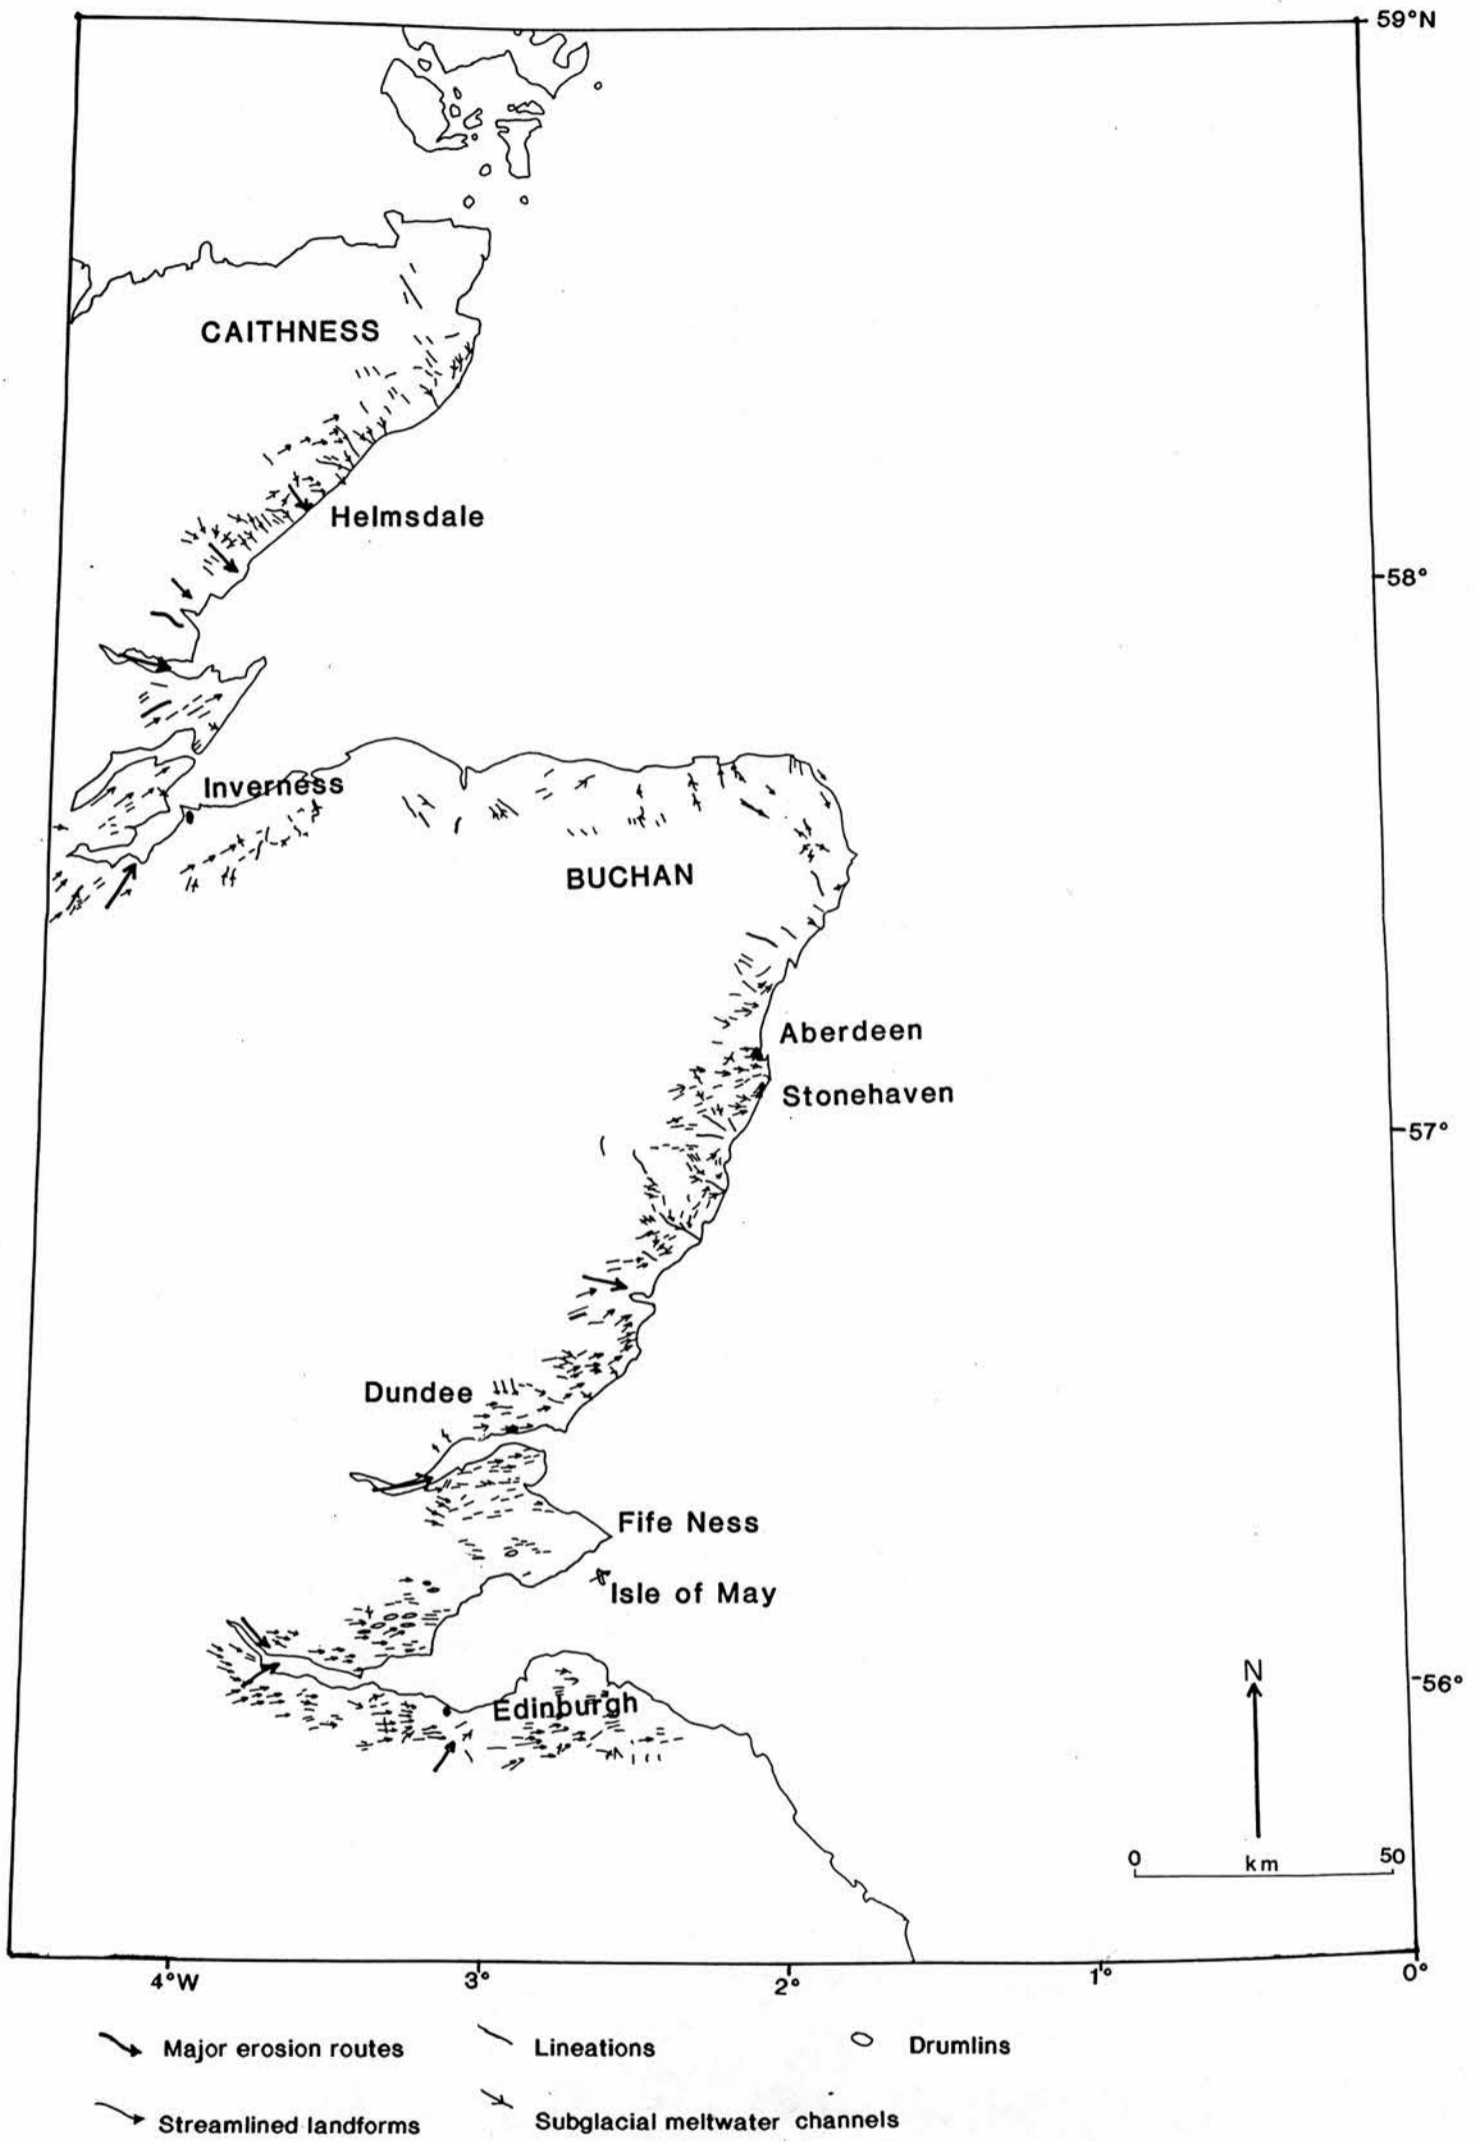 59°N
CAITHNESS
Helmsdale
58°
Inverness
BUCHAN
Aberdeen
Stonehaven
57°
Dundee
Fife Ness
Isle of May
N
56°
Edinburgh
0 km 50
4°W 3° 2° 1° 0°
Major erosion routes Lineations Drumlins
Streamlined landforms Subglacial meltwater channels